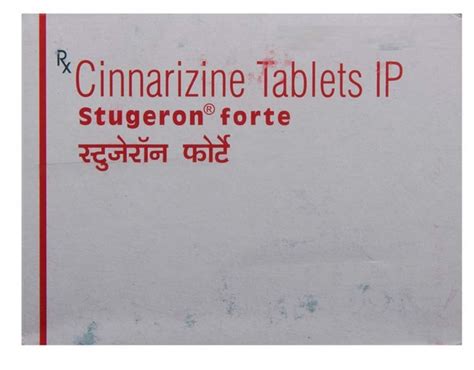 Rx Cinnarizine Tablets IP
Stugeron® forte
स्टुजेरॉन फोर्टे